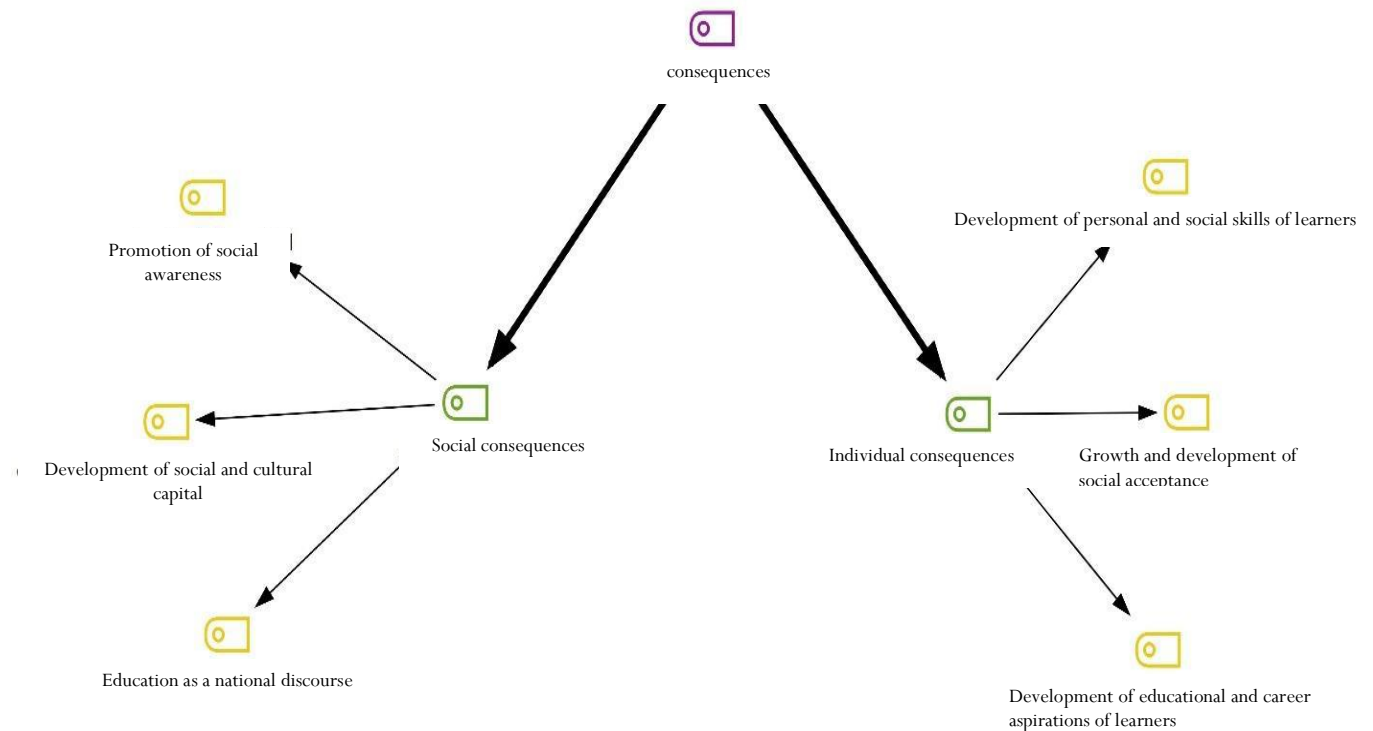 consequences
Development of personal and social skills of learners
Promotion of social
awareness
Social consequences
Individual consequences
Growth and development of
social acceptance
Development of social and cultural
capital
Education as a national discourse
Development of educational and career
aspirations of learners